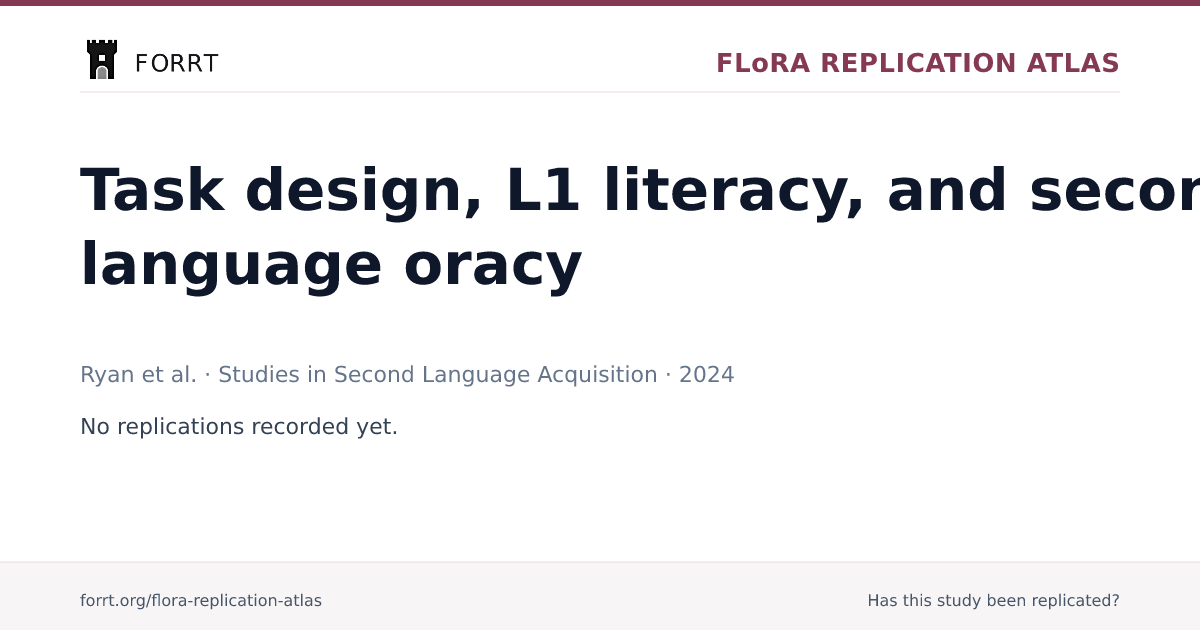 FORRT
FLoRA REPLICATION ATLAS
Task design, L1 literacy, and
language oracy
Ryan et al. · Studies in Second Language Acquisition · 2024
No replications recorded yet.
forrt.org/flora-replication-atlas
Has this study been replicated?